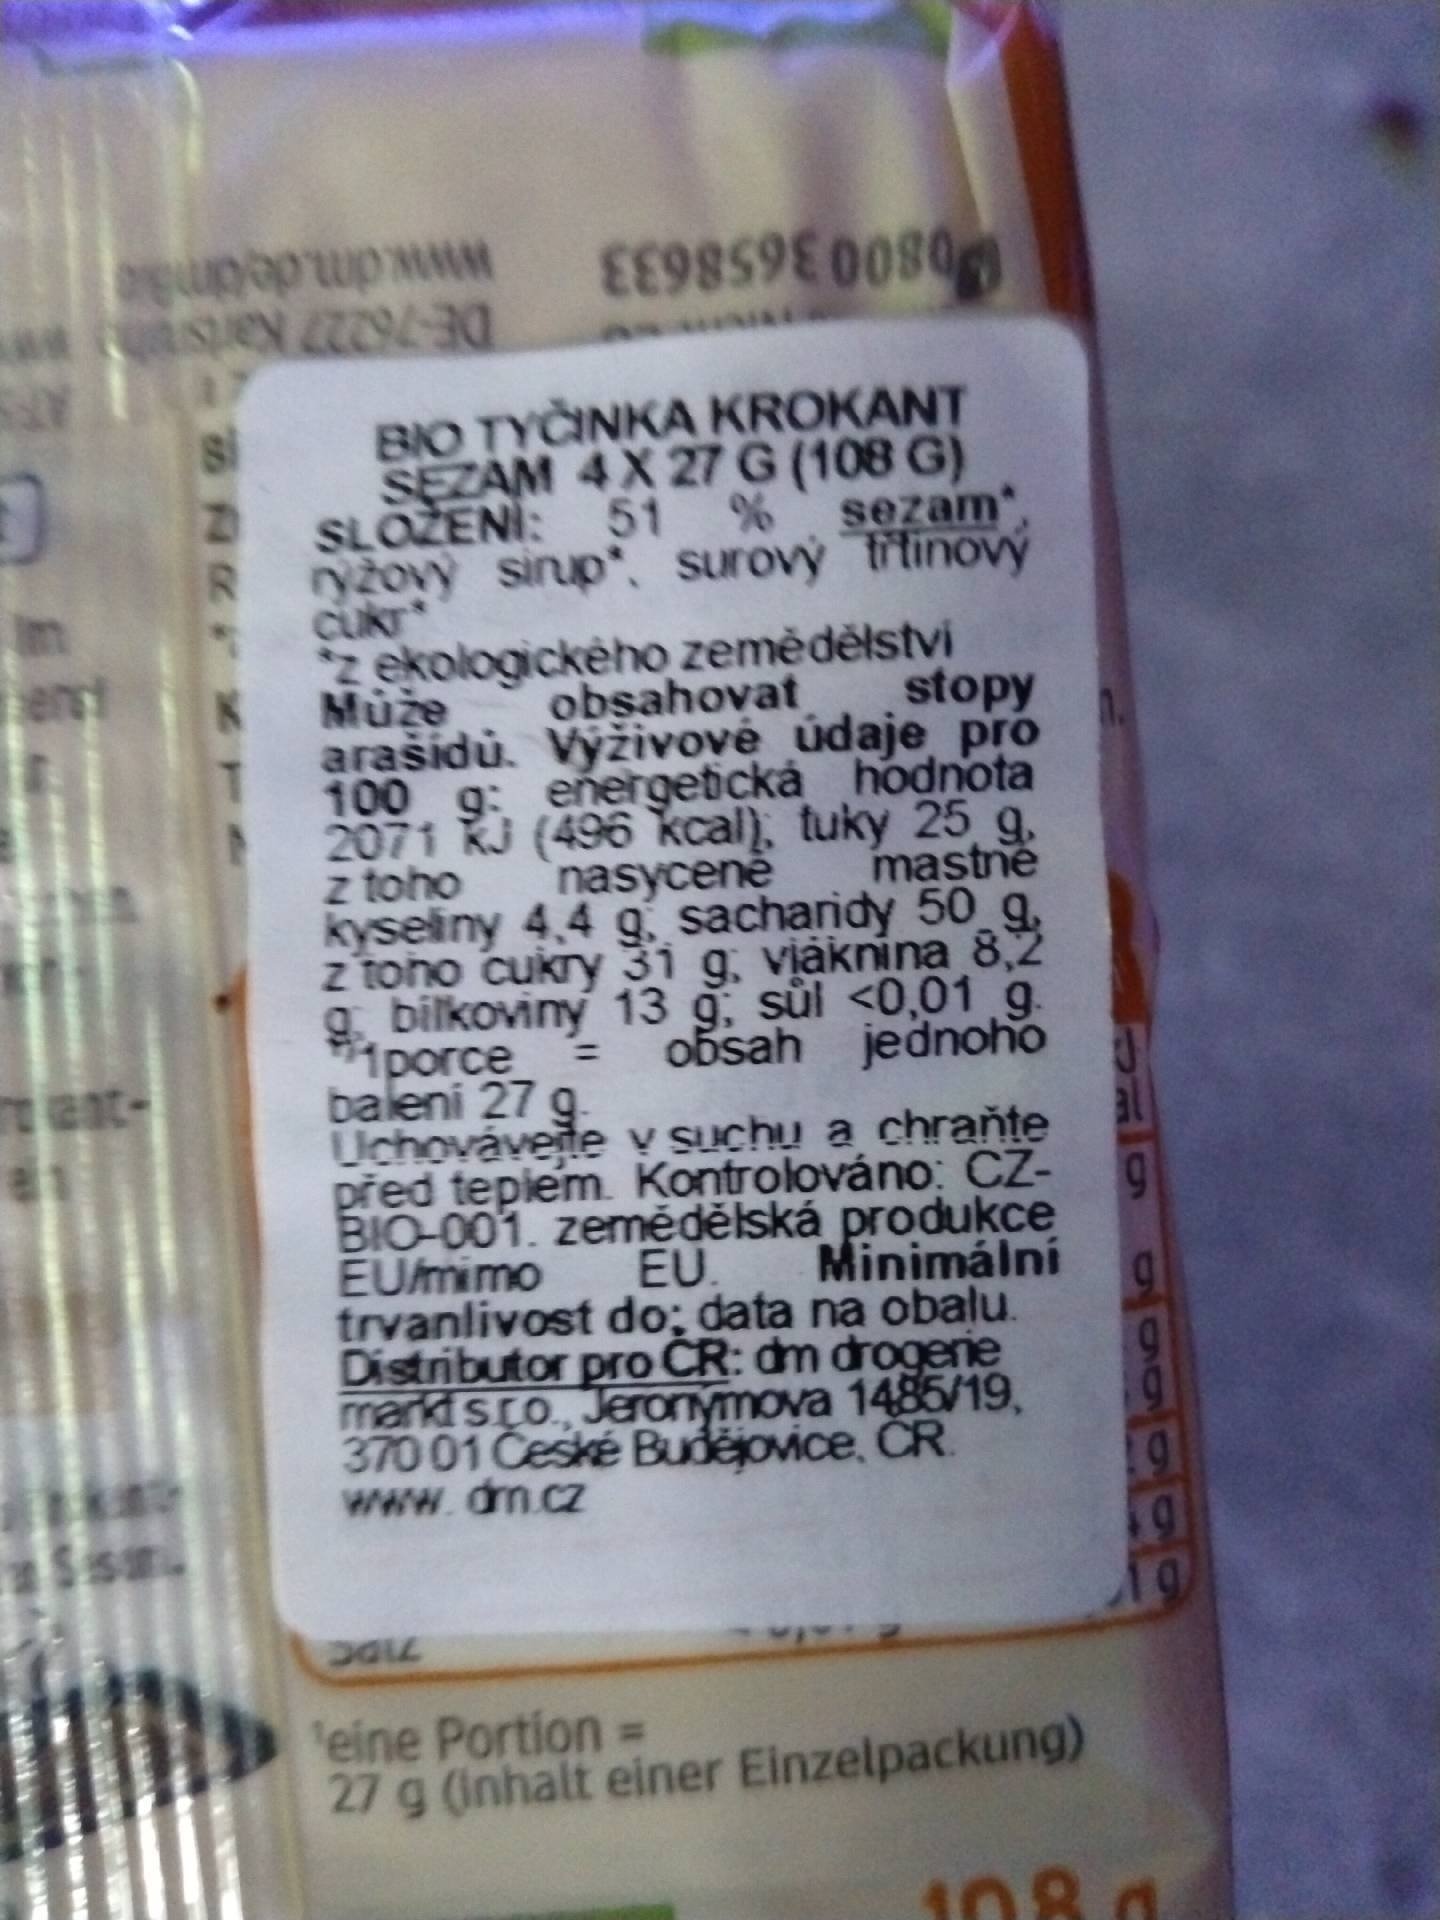 0800 3658633
www.dm.de/dmbio
DE-76227 Karlsruhe
BIO TYČINKA KROKANT
SEZAM 4 X 27 G (108 G)
SLOŽENÍ: 51 % sezam*,
rýžový sirup*, surový třtinový
cukr*
*z ekologického zemědělství
Může obsahovat stopy
arašídů. Výživové údaje pro
100 g: energetická hodnota
2071 kJ (496 kcal); tuky 25 g,
z toho nasycené mastné
kyseliny 4,4 g; sacharidy 50 g,
z toho cukry 31 g; vláknina 8,2
g; bílkoviny 13 g; sůl <0,01 g.
1porce = obsah jednoho
balení 27 g.
Uchovávejte v suchu a chraňte
před teplem. Kontrolováno: CZ-
BIO-001. zemědělská produkce
EU/mimo EU. Minimální
trvanlivost do: data na obalu.
Distributor pro ČR: dm drogerie
markt s.r.o., Jeronýmova 1485/19,
370 01 České Budějovice, ČR.
www. dm.cz
Salz
¹eine Portion =
27 g (Inhalt einer Einzelpackung)
108 g